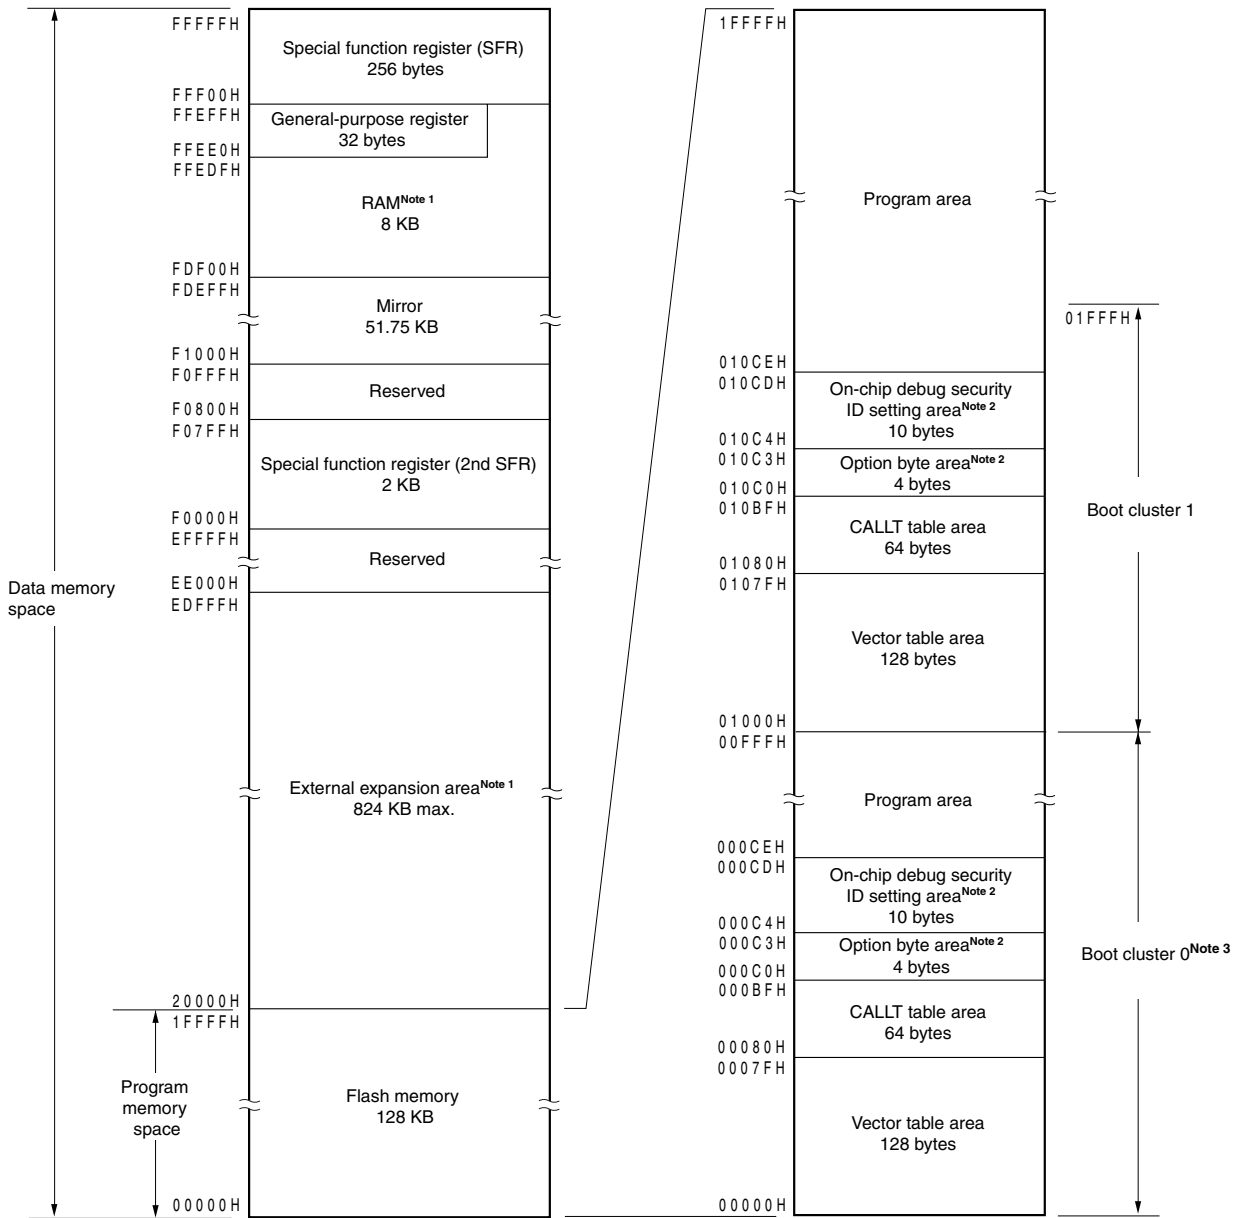 FFFFFH
Special function register (SFR)
256 bytes
FFF00H
FFEFFH
General-purpose register
32 bytes
FFEE0H
FFEDFH
RAMNote 1
8 KB
FDF00H
FDEFFH
Mirror
51.75 KB
F1000H
F0FFFH
Reserved
F0800H
F07FFH
Special function register (2nd SFR)
2 KB
F0000H
EFFFFH
Reserved
EE000H
EDFFFH
Data memory
space
External expansion areaNote 1
824 KB max.
20000H
1FFFFH
Program
memory
space
Flash memory
128 KB
00000H
1FFFFH
Program area
01FFFH
010CEH
010CDH
On-chip debug security
ID setting areaNote 2
10 bytes
010C4H
010C3H
Option byte areaNote 2
4 bytes
010C0H
010BFH
Boot cluster 1
CALLT table area
64 bytes
01080H
0107FH
Vector table area
128 bytes
01000H
00FFFH
Program area
000CEH
000CDH
On-chip debug security
ID setting areaNote 2
10 bytes
000C4H
000C3H
Option byte areaNote 2
4 bytes
Boot cluster 0Note 3
000C0H
000BFH
CALLT table area
64 bytes
00080H
0007FH
Vector table area
128 bytes
00000H